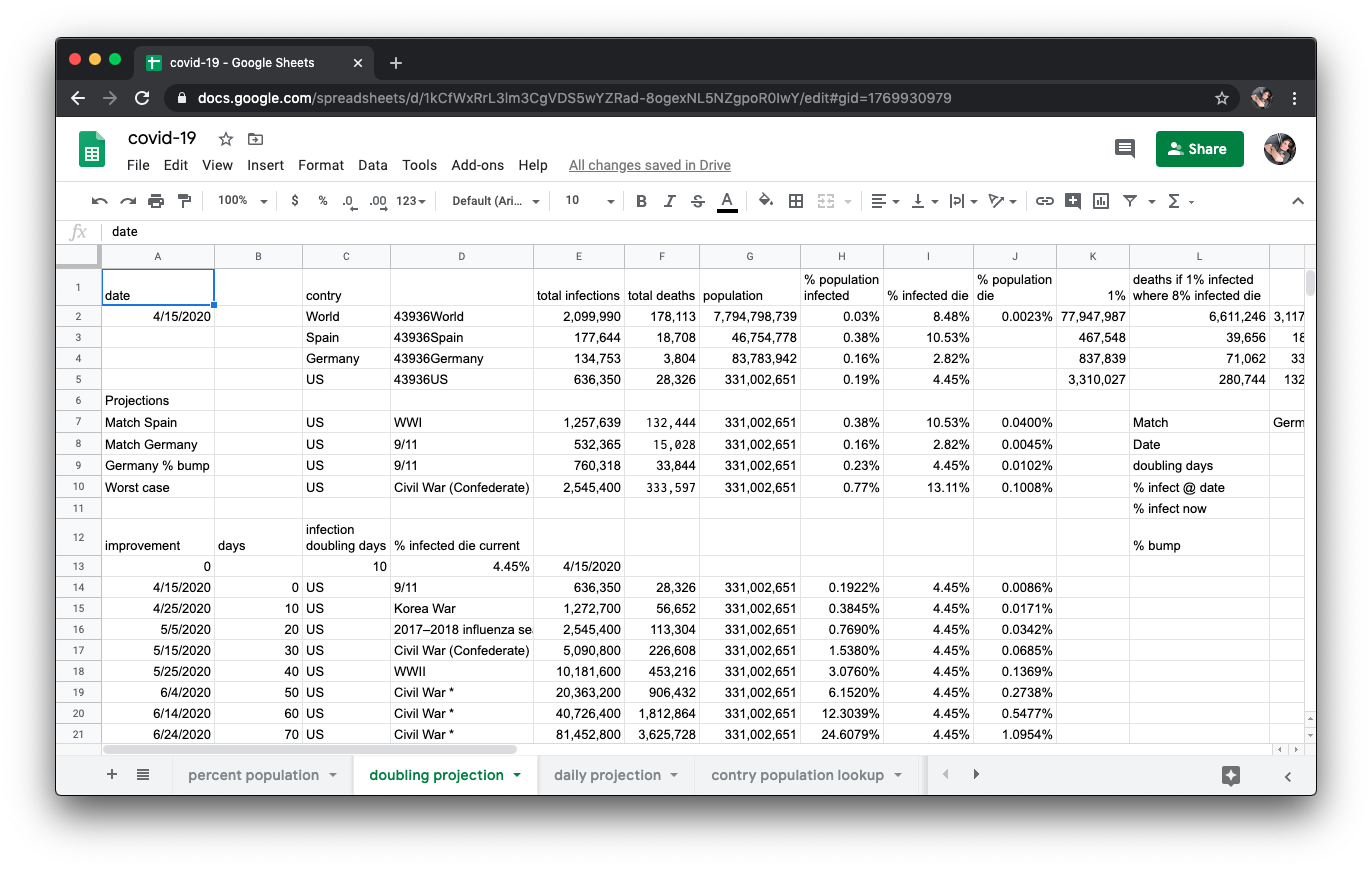 covid-19 - Google Sheets
docs.google.com/spreadsheets/d/1kCfWxRrL3lm3CgVDS5wYZRad-8ogexNL5NZgpoR0IwY/edit#gid=1769930979
covid-19
File Edit View Insert Format Data Tools Add-ons Help All changes saved in Drive
Share
100% $ % .0 .00 123 Default (Ari... 10 B I S A
fx date
A B C D E F G H I J K L
1 date contry total infections total deaths population % population infected % infected die % population die 1% deaths if 1% infected where 8% infected die
2 4/15/2020 World 43936World 2,099,990 178,113 7,794,798,739 0.03% 8.48% 0.0023% 77,947,987 6,611,246 3,117
3 Spain 43936Spain 177,644 18,708 46,754,778 0.38% 10.53% 467,548 39,656 18
4 Germany 43936Germany 134,753 3,804 83,783,942 0.16% 2.82% 837,839 71,062 33
5 US 43936US 636,350 28,326 331,002,651 0.19% 4.45% 3,310,027 280,744 132
6 Projections
7 Match Spain US WWI 1,257,639 132,444 331,002,651 0.38% 10.53% 0.0400% Match Germ
8 Match Germany US 9/11 532,365 15,028 331,002,651 0.16% 2.82% 0.0045% Date
9 Germany % bump US 9/11 760,318 33,844 331,002,651 0.23% 4.45% 0.0102% doubling days
10 Worst case US Civil War (Confederate) 2,545,400 333,597 331,002,651 0.77% 13.11% 0.1008% % infect @ date
11 % infect now
12 improvement days infection doubling days % infected die current % bump
13 0 10 4.45% 4/15/2020
14 4/15/2020 0 US 9/11 636,350 28,326 331,002,651 0.1922% 4.45% 0.0086%
15 4/25/2020 10 US Korea War 1,272,700 56,652 331,002,651 0.3845% 4.45% 0.0171%
16 5/5/2020 20 US 2017–2018 influenza se 2,545,400 113,304 331,002,651 0.7690% 4.45% 0.0342%
17 5/15/2020 30 US Civil War (Confederate) 5,090,800 226,608 331,002,651 1.5380% 4.45% 0.0685%
18 5/25/2020 40 US WWII 10,181,600 453,216 331,002,651 3.0760% 4.45% 0.1369%
19 6/4/2020 50 US Civil War * 20,363,200 906,432 331,002,651 6.1520% 4.45% 0.2738%
20 6/14/2020 60 US Civil War * 40,726,400 1,812,864 331,002,651 12.3039% 4.45% 0.5477%
21 6/24/2020 70 US Civil War * 81,452,800 3,625,728 331,002,651 24.6079% 4.45% 1.0954%
percent population doubling projection daily projection contry population lookup